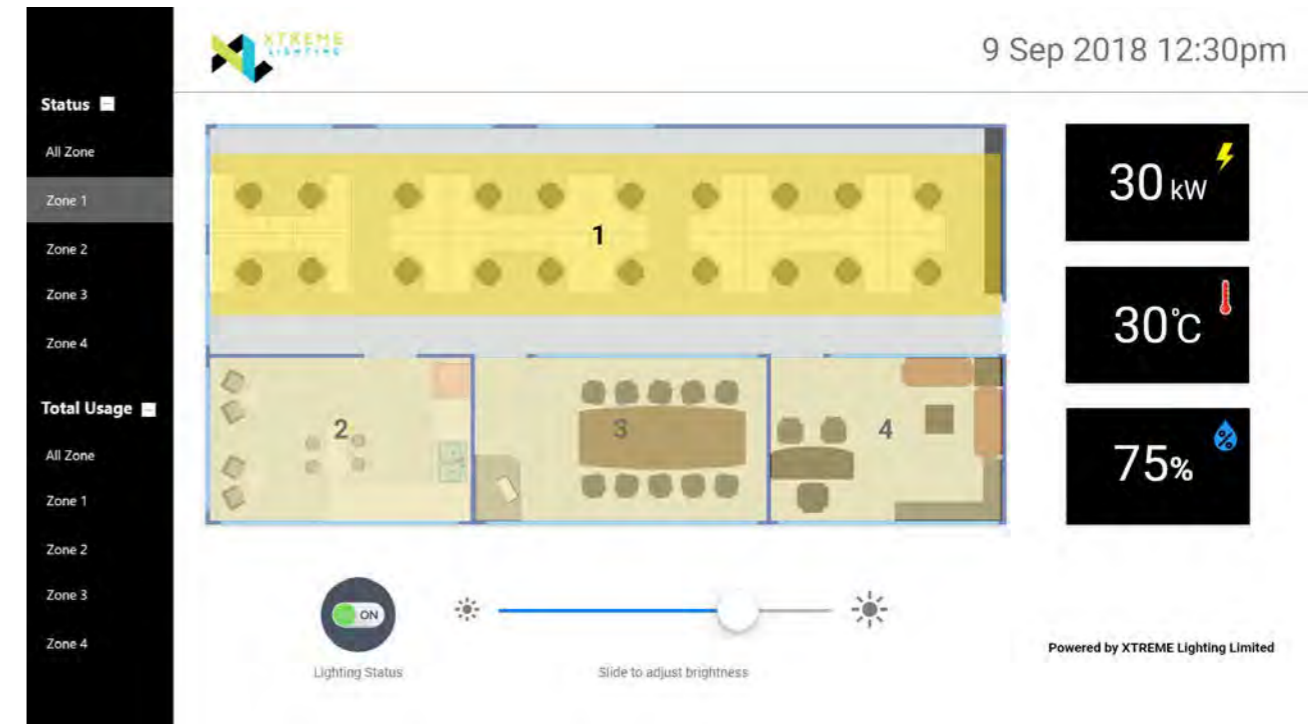 XTREME
LIGHTING
9 Sep 2018 12:30pm
Status
All Zone
Zone 1
Zone 2
Zone 3
Zone 4
Total Usage
All Zone
Zone 1
Zone 2
Zone 3
Zone 4
1
2
3
4
30 kW
30°C
75%
ON
Lighting Status
Slide to adjust brightness
Powered by XTREME Lighting Limited